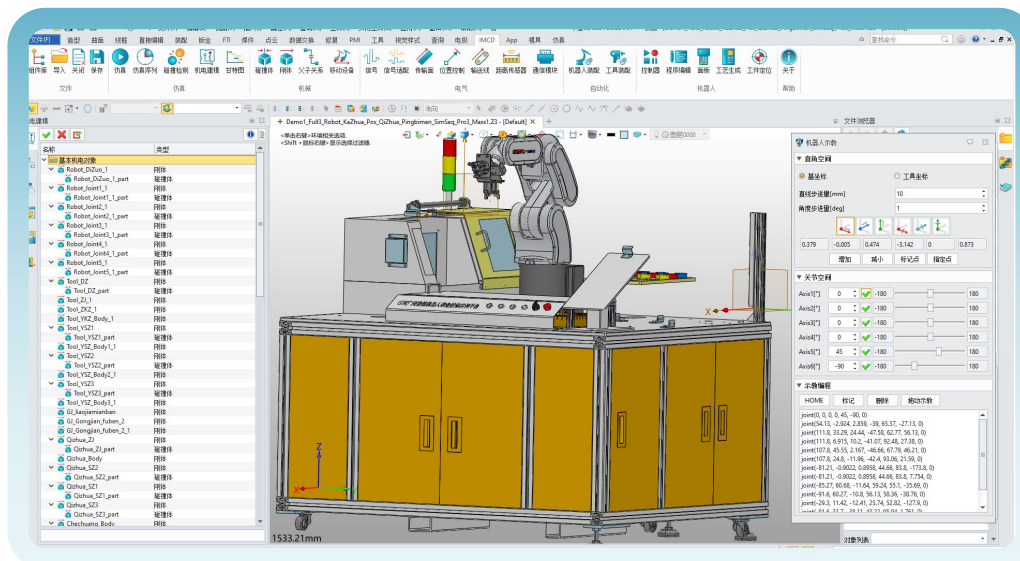 文件(F) 造型 曲面 线框 直接编辑 装配 钣金 FTI 焊件 点云 数据交换 修复 PMI 工具 视觉样式 查询 电极 IMCD App 模具 仿真
查找命令
组件库 导入 关闭 保存 仿真 仿真序列 碰撞检测 机电建模 甘特图 碰撞体 刚体 父子关系 移动设备 信号 信号适配 传输面 位置控制 输送线 距离传感器 通信模块 机器人装配 工具装配 控制器 程序编辑 面板 工艺生成 工件定位 关于
文件 仿真 机械 电气 自动化 机器人 帮助
出向
电建模
Demo1_Full3_Robot_KaZhua_Pos_QiZhua_Pingbimen_SimSeq_Pro3_Mass1.Z3 - [Default]
文件浏览器
<单击右键>环境相关选项.
<Shift + 鼠标右键>显示选择过滤器.
图层0000
名称 类型
基本机电对象
Robot_DiZuo_1 刚体
Robot_DiZuo_1_part 碰撞体
Robot_Joint1_1 刚体
Robot_Joint1_1_part 碰撞体
Robot_Joint2_1 刚体
Robot_Joint2_1_part 碰撞体
Robot_Joint3_1 刚体
Robot_Joint3_1_part 碰撞体
Robot_Joint4_1 刚体
Robot_Joint4_1_part 碰撞体
Robot_Joint5_1 刚体
Robot_Joint5_1_part 碰撞体
Tool_DZ 刚体
Tool_DZ_part 碰撞体
Tool_ZJ_1 刚体
Tool_ZKZ_1 刚体
Tool_YKZ_Body_1 刚体
Tool_YSZ1 刚体
Tool_YSZ1_part 碰撞体
Tool_YSZ_Body1_1 刚体
Tool_YSZ2 刚体
Tool_YSZ2_part 碰撞体
Tool_YSZ_Body2_1 刚体
Tool_YSZ3 刚体
Tool_YSZ3_part 碰撞体
Tool_YSZ_Body3_1 刚体
GJ_liaojiamianban 刚体
GJ_Gongjian_fuben_2 刚体
GJ_Gongjian_fuben_2_1 刚体
Qizhua_ZJ 刚体
Qizhua_ZJ_part 碰撞体
Qizhua_Body 刚体
Qizhua_SZ2 刚体
Qizhua_SZ2_part 碰撞体
Qizhua_SZ1 刚体
Qizhua_SZ1_part 碰撞体
Qizhua_SZ3 刚体
Qizhua_SZ3_part 碰撞体
Chechuang_Body 刚体
X
Z
X
1533.21mm
机器人示教
直角空间
基坐标 工具坐标
直线步进量[mm] 10
角度步进量[deg] 1
0.379 -0.005 0.474 -3.142 0 0.873
增加 减小 标记点 指定点
关节空间
Axis1[°] 0 -180 180
Axis2[°] 0 -180 180
Axis3[°] 0 -180 180
Axis4[°] 0 -180 180
Axis5[°] 45 -180 180
Axis6[°] -90 -180 180
示教编程
HOME 标记 删除 拖动示教
joint(0, 0, 0, 0, 45, -90, 0)
joint(54.13, -2.924, 2.859, -39, 65.57, -27.13, 0)
joint(111.8, 33.29, 24.44, -47.58, 62.77, 56.13, 0)
joint(111.8, 6.915, 10.2, -41.07, 92.48, 27.38, 0)
joint(107.8, 45.55, 2.167, -46.66, 67.79, 46.21, 0)
joint(107.8, 24.8, -11.96, -42.4, 93.06, 21.59, 0)
joint(-81.21, -0.9022, 0.8958, 44.66, 83.8, -173.8, 0)
joint(-81.21, -0.9022, 0.8958, 44.66, 83.8, 7.754, 0)
joint(-85.27, 60.68, -11.64, 59.24, 55.1, -35.69, 0)
joint(-91.6, 60.27, -10.8, 56.13, 58.36, -38.76, 0)
joint(-29.3, 11.42, -12.41, 25.74, 52.82, -127.9, 0)
对象列表